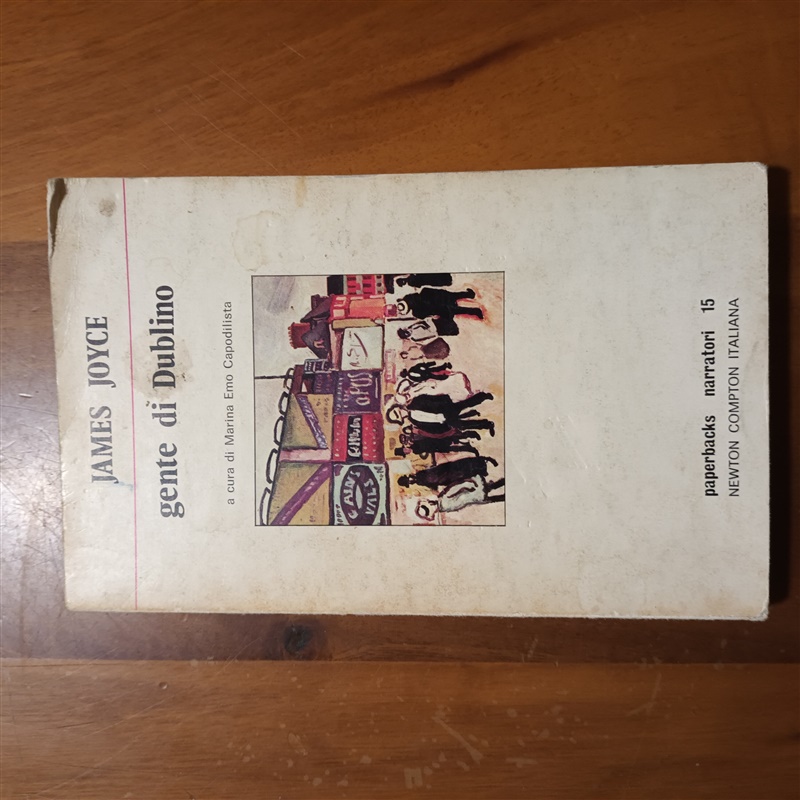 JAMES JOYCE
gente di Dublino
a cura di Marina Emo Capodilista
paperbacks narratori 15
NEWTON COMPTON ITALIANA